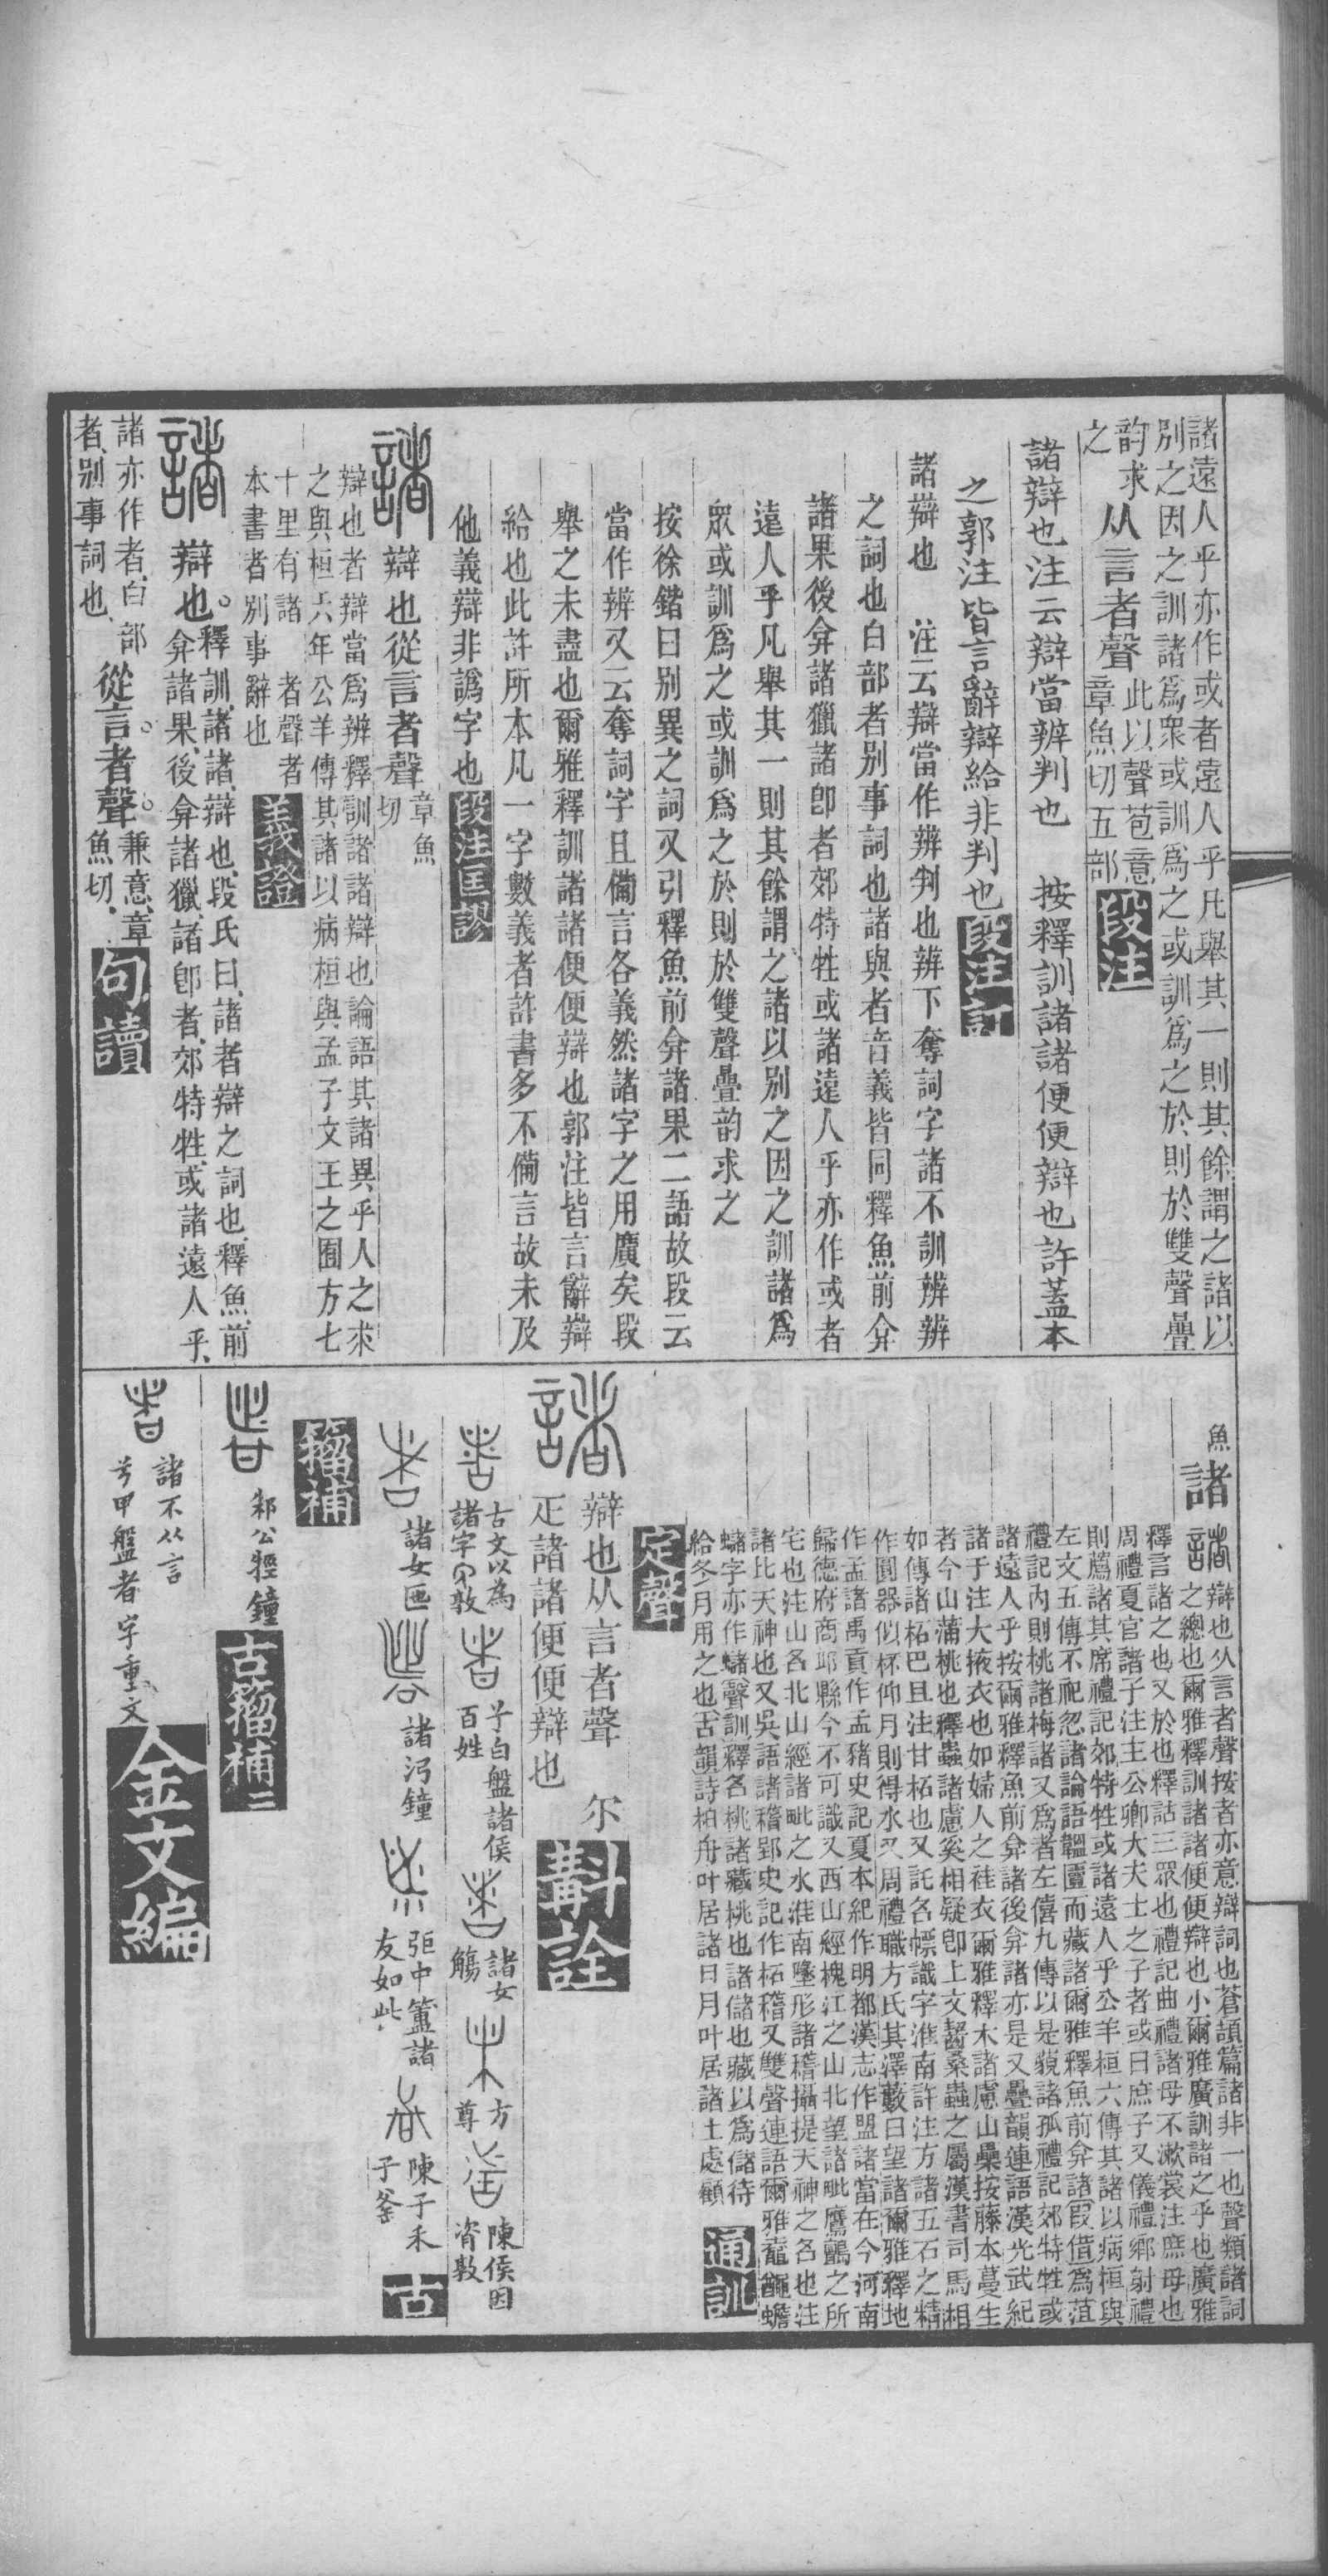 諸遠人乎亦作或者遠人乎凡舉其一則其餘謂之諸以
別之因之訓諸爲衆或訓爲之或訓爲之於則於雙聲疊
韵求
之
从言者聲
此以聲苞意
章魚切五部
段注
諸辯也注云辯當辨判也　按釋訓諸諸便便辯也許蓋本
之郭注皆言辭辯給非判也
段注訂
諸辯也　注云辯當作辨判也辨下奪詞字諸不訓辨辨
之詞也白部者別事詞也諸與者音義皆同釋魚前弇
諸果後弇諸獵諸卽者郊特牲或諸遠人乎亦作或者
遠人乎凡舉其一則其餘謂之諸以別之因之訓諸爲
衆或訓爲之或訓爲之於則於雙聲疊韵求之
按徐鍇曰別異之詞又引釋魚前弇諸果二語故段云
當作辨又云奪詞字且備言各義然諸字之用廣矣段
舉之未盡也爾雅釋訓諸諸便便辯也郭注皆言辭辯
給也此許所本凡一字數義者許書多不備言故未及
他義辯非譌字也
段注匡謬
辯也從言者聲
章魚
切
辯也者辯當爲辨釋訓諸諸辯也論語其諸異乎人之求
之與桓六年公羊傳其諸以病桓與孟子文王之囿方七
十里有諸　者聲者
本書者別事辭也
義證
辯也。
釋訓、諸諸、辯也、段氏曰、諸者辯之詞也、釋魚、前
弇諸果、後弇諸獵、諸卽者、郊特牲、或諸遠人乎、
諸亦作者、白部
者、別事詞也、
從言。者聲。
兼意、章
魚切、
句讀
魚
諸
辯也从言者聲按者亦意辯詞也蒼頡篇諸非一也聲類諸詞
之總也爾雅釋訓諸諸便便辯也小爾雅廣訓諸之乎也廣雅
釋言諸之也又於也釋詁三眾也禮記曲禮諸母不漱裳注庶母也
周禮夏官諸子注主公卿大夫士之子者或曰庶子又儀禮鄉射禮
則薦諸其席禮記郊特牲或諸遠人乎公羊桓六傳其諸以病桓與
左文五傳不祀忽諸論語韞匵而藏諸爾雅釋魚前弇諸假借爲菹
禮記內則桃諸梅諸又爲者左僖九傳以是藐諸孤禮記郊特牲或
諸遠人乎按爾雅釋魚前弇諸後弇諸亦是又疊韻連語漢光武紀
諸于注大掖衣也如婦人之袿衣爾雅釋木諸慮山櫐按藤本蔓生
者今山蒲桃也釋蟲諸慮奚相疑卽上文齧桑蟲之屬漢書司馬相
如傳諸柘巴且注甘柘也又託名幖識字淮南許注方諸五石之精
作圓器似杯仰月則得水又周禮職方氏其澤藪曰望諸爾雅釋地
作孟諸禹貢作孟豬史記夏本紀作明都漢志作盟諸當在今河南
歸德府商邱縣今不可識又西山經槐江之山北望諸毗鷹鸇之所
宅也注山名北山經諸毗之水淮南墬形諸稽攝提天神之名也注
諸比天神也又吳語諸稽郢史記作柘稽又雙聲連語爾雅鼁䵹蟾
蠩字亦作蠩聲訓釋名桃諸藏桃也諸儲也藏以爲儲待
給冬月用之也古韻詩柏舟叶居諸日月叶居諸土處顧
通訓
定聲
辯也从言者聲　尔
疋諸諸便便辯也
斠詮
古文以為
諸字兮敦
兮白盤諸侯
百姓
諸女
觴
方
尊
陳侯因
𬁼敦
諸女匜
諸沔鐘
弡中簠諸
友如此
陳子禾
子釜
古
籀補
邾公牼鐘
古籀補二
諸不从言
兮甲盤者字重文
金文編